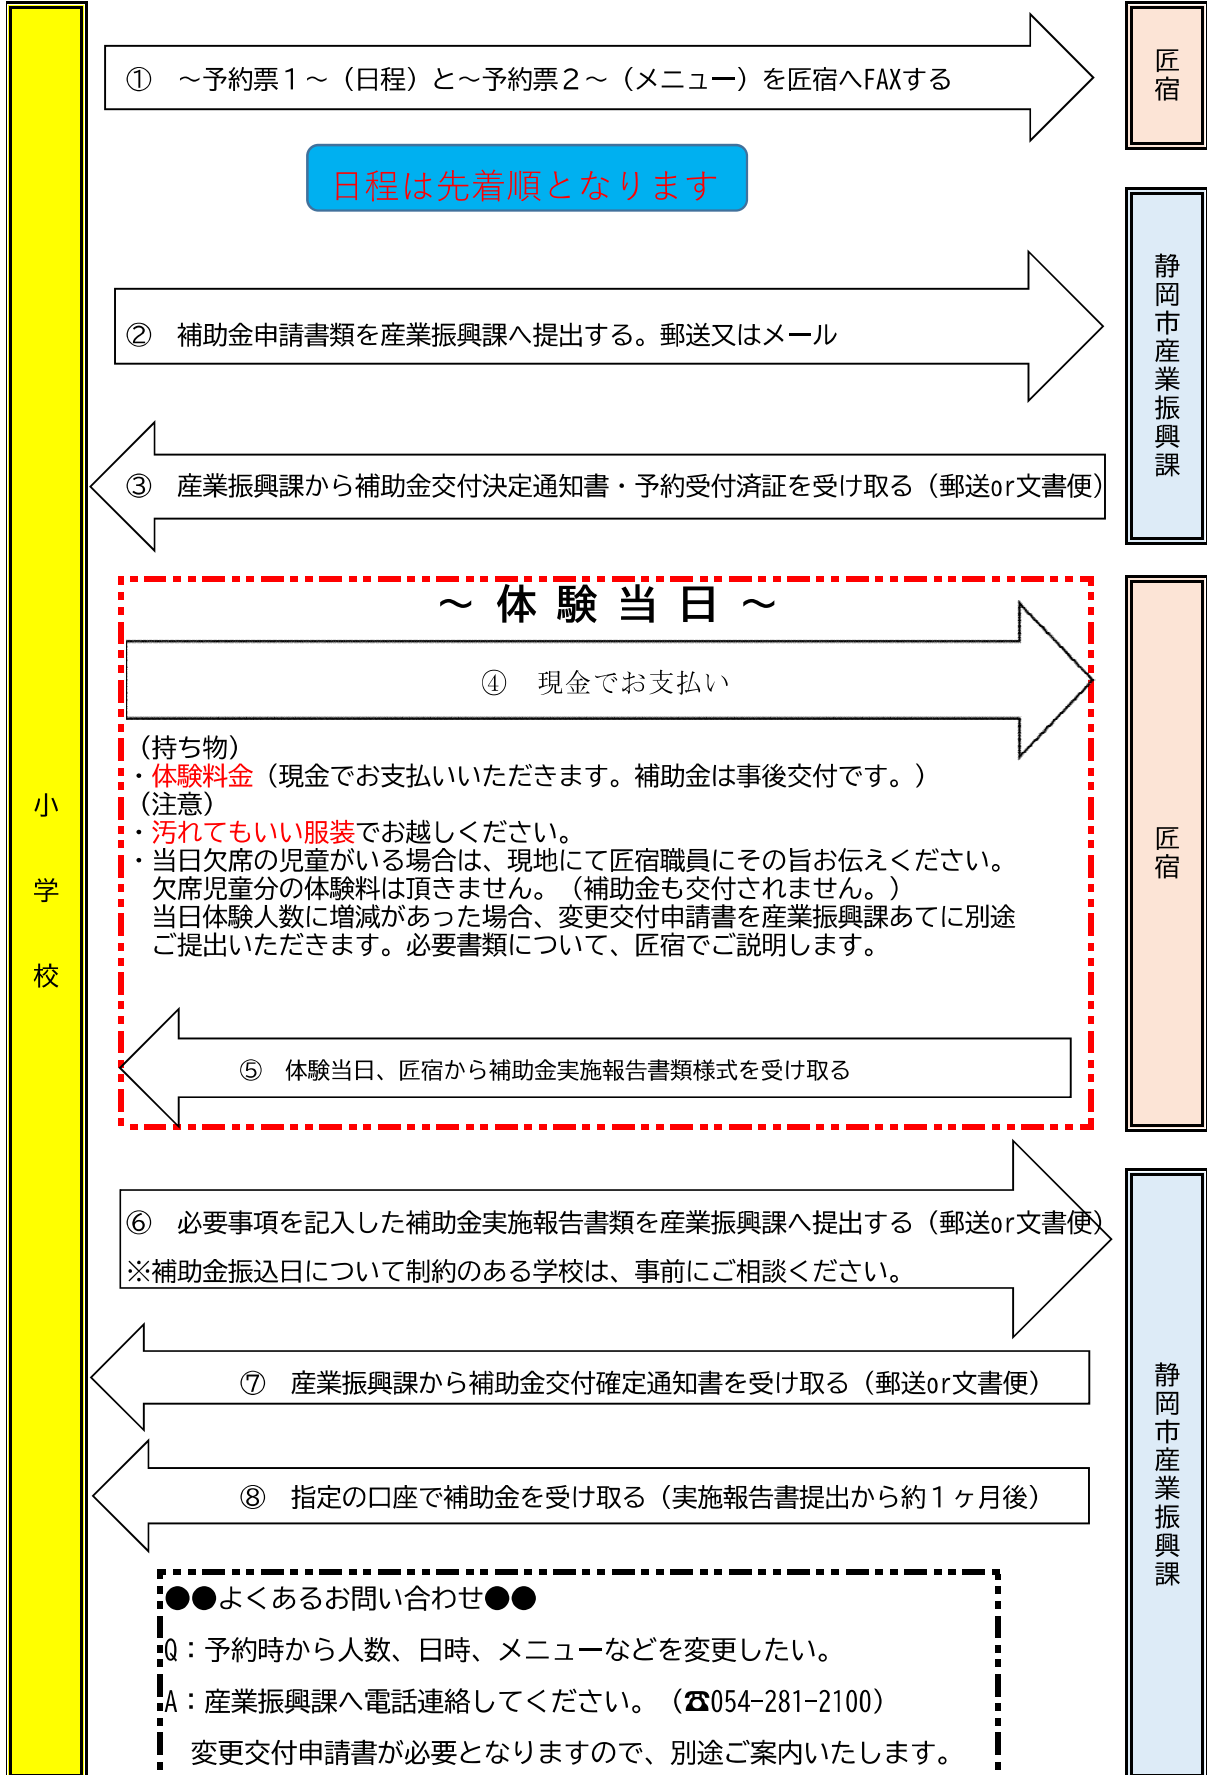 ① ～予約票１～（日程）と～予約票２～（メニュー）を匠宿へFAXする
匠宿
日程は先着順となります
静岡市産業振興課
② 補助金申請書類を産業振興課へ提出する。郵送又はメール
③ 産業振興課から補助金交付決定通知書・予約受付済証を受け取る（郵送or文書便）
小学校
～ 体 験 当 日 ～
④ 現金でお支払い
匠宿
（持ち物）
・体験料金（現金でお支払いいただきます。補助金は事後交付です。）
（注意）
・汚れてもいい服装でお越しください。
・当日欠席の児童がいる場合は、現地にて匠宿職員にその旨お伝えください。
欠席児童分の体験料は頂きません。（補助金も交付されません。）
当日体験人数に増減があった場合、変更交付申請書を産業振興課あてに別途
ご提出いただきます。必要書類について、匠宿でご説明します。
⑤ 体験当日、匠宿から補助金実施報告書類様式を受け取る
⑥ 必要事項を記入した補助金実施報告書類を産業振興課へ提出する（郵送or文書便）
※補助金振込日について制約のある学校は、事前にご相談ください。
静岡市産業振興課
⑦ 産業振興課から補助金交付確定通知書を受け取る（郵送or文書便）
⑧ 指定の口座で補助金を受け取る（実施報告書提出から約１ヶ月後）
●●よくあるお問い合わせ●●
Q：予約時から人数、日時、メニューなどを変更したい。
A：産業振興課へ電話連絡してください。（☎054-281-2100）
変更交付申請書が必要となりますので、別途ご案内いたします。